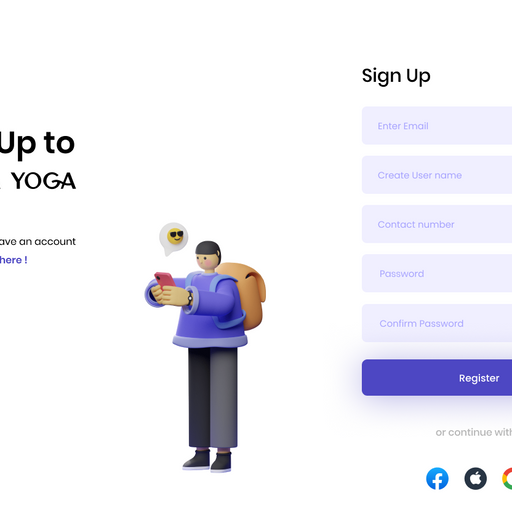 Up to
YOGA
ave an account
here !
Sign Up
Enter Email
Create User name
Contact number
Password
Confirm Password
Register
or continue with